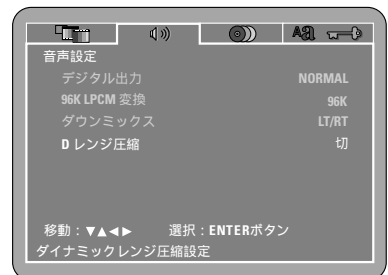 Aあ
音声設定
デジタル出力 NORMAL
96K LPCM 変換 96K
ダウンミックス LT/RT
D レンジ圧縮 切
移動：▼▲◀▶ 選択：ENTERボタン
ダイナミックレンジ圧縮設定